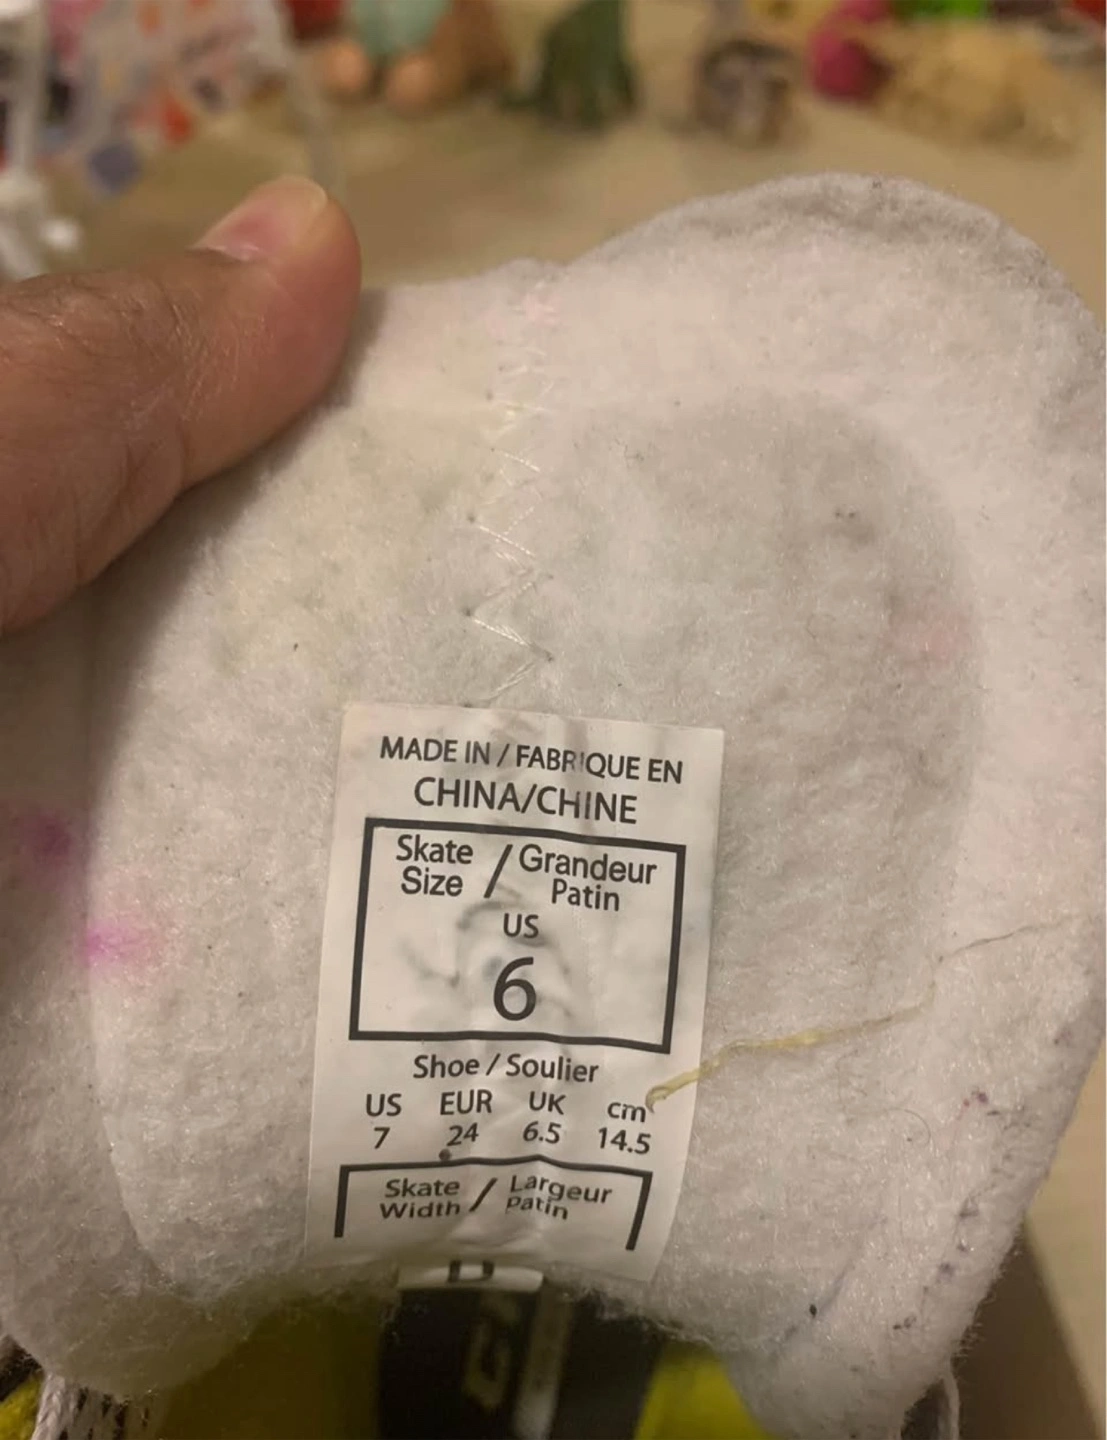 MADE IN / FABRIQUE EN
CHINA/CHINE
Skate Size / Grandeur Patin
US
6
Shoe / Soulier
US EUR UK cm
7 24 6.5 14.5
Skate Width / Largeur Patin